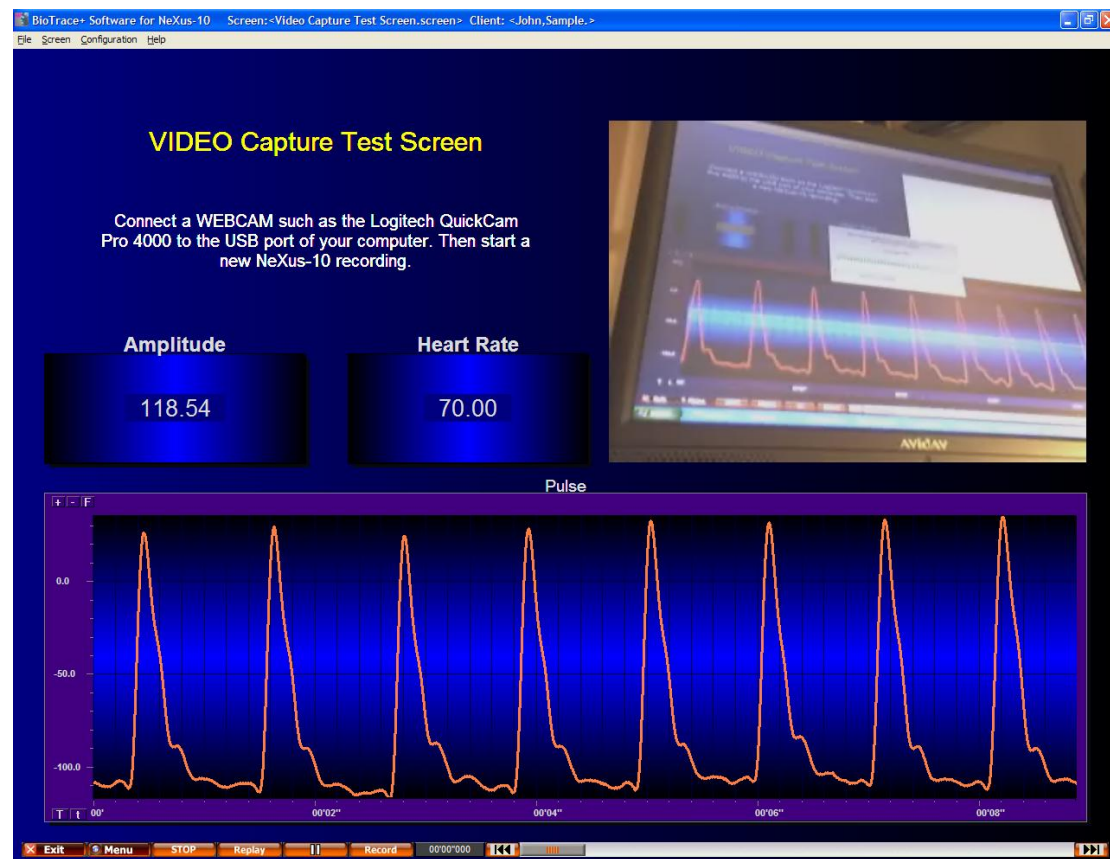 BioTrace+ Software for NeXus-10 Screen:<Video Capture Test Screen.screen> Client: <John,Sample.>
File Screen Configuration Help
VIDEO Capture Test Screen
Connect a WEBCAM such as the Logitech QuickCam
Pro 4000 to the USB port of your computer. Then start a
new NeXus-10 recording.
Amplitude
Heart Rate
118.54
70.00
Pulse
+ - F
0.0
-50.0
-100.0
T t 00' 00'02" 00'04" 00'06" 00'08"
Exit Menu STOP Replay Record 00'00"000